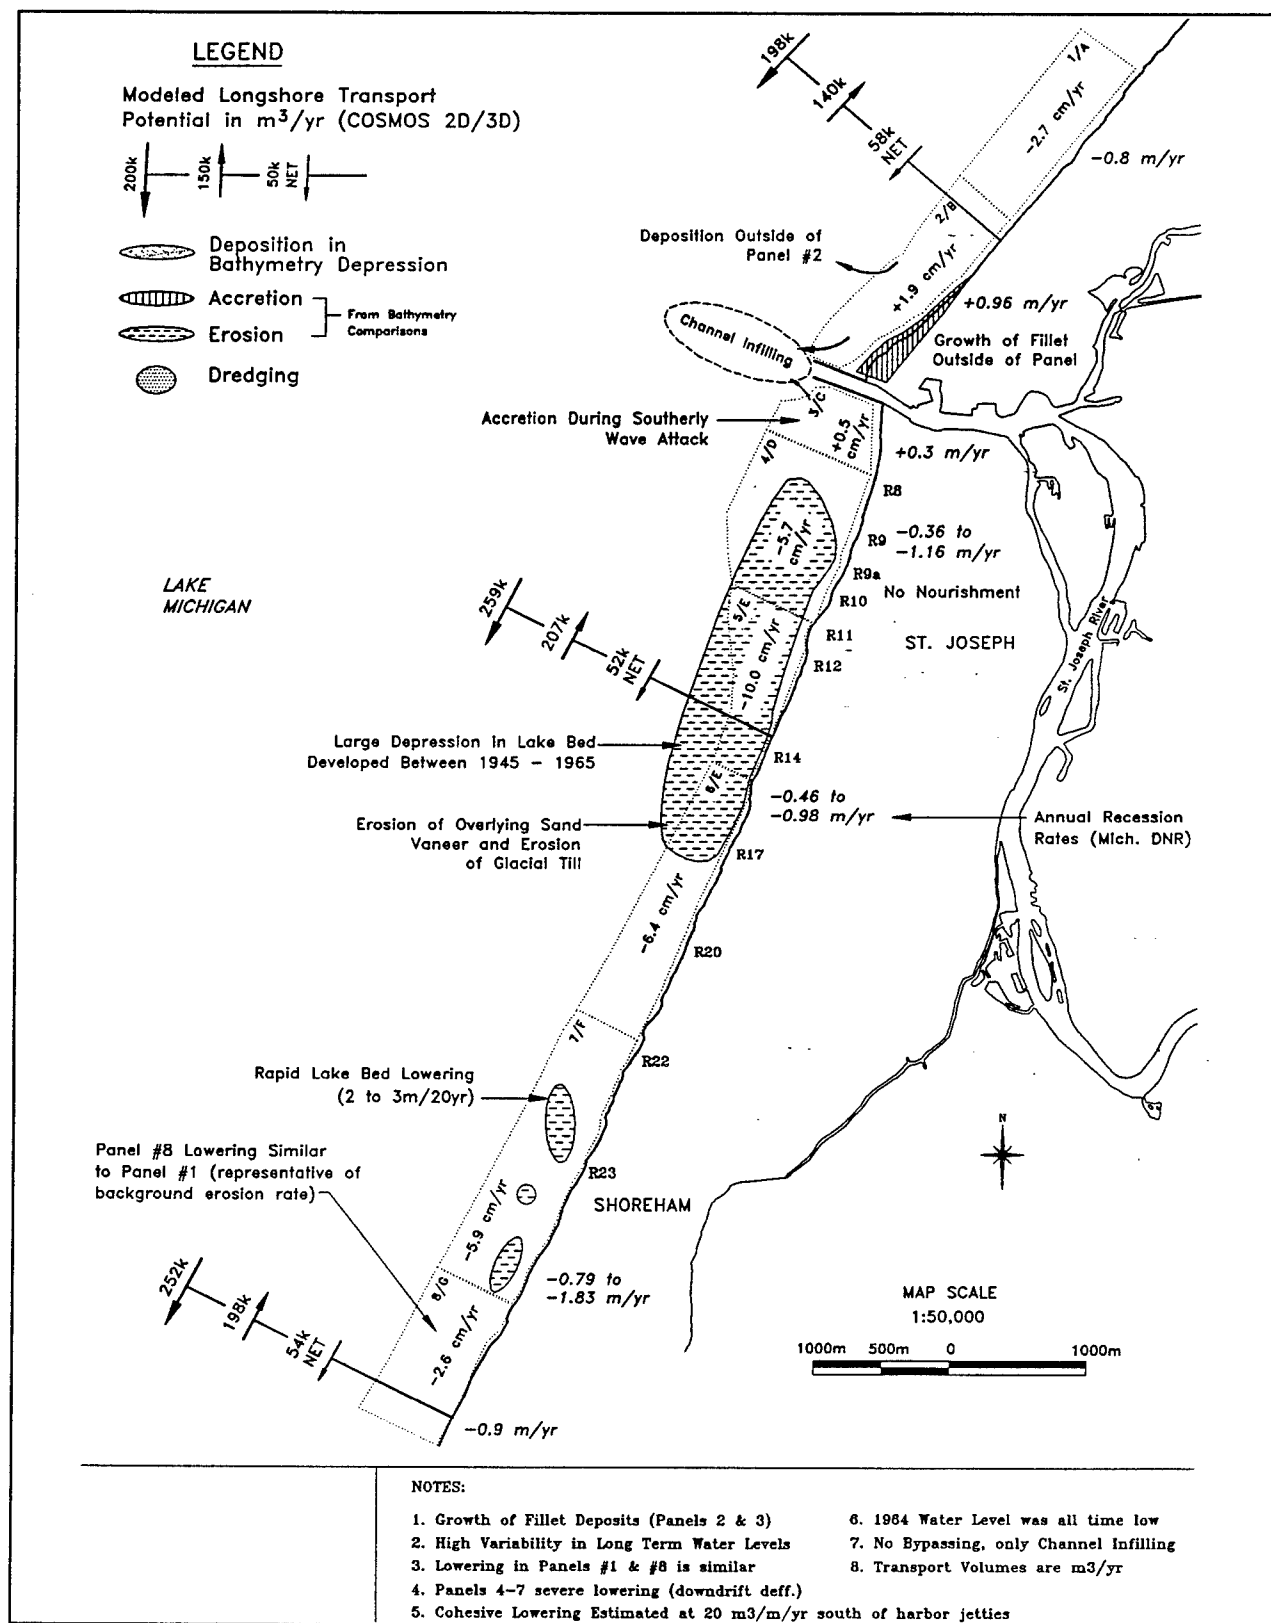 LEGEND
Modeled Longshore Transport
Potential in m³/yr (COSMOS 2D/3D)
200k
150k
50k
NET
Deposition in
Bathymetry Depression
Accretion
Erosion
From Bathymetry
Comparisons
Dredging
198k
140k
58k
NET
1/A
-2.7 cm/yr
-0.8 m/yr
2/B
Deposition Outside of
Panel #2
+1.9 cm/yr
+0.96 m/yr
Channel Infilling
Growth of Fillet
Outside of Panel
3/C
Accretion During Southerly
Wave Attack
+0.5
cm/yr
+0.3 m/yr
4/D
R8
-5.7
cm/yr
R9
-0.36 to
-1.16 m/yr
R9a
No Nourishment
R10
LAKE
MICHIGAN
259k
207k
52k
NET
5/E
R11
ST. JOSEPH
R12
St. Joseph River
-10.0 cm/yr
Large Depression in Lake Bed
Developed Between 1945 - 1965
R14
6/E
-0.46 to
-0.98 m/yr
Annual Recession
Rates (Mich. DNR)
Erosion of Overlying Sand
Vaneer and Erosion
of Glacial Till
R17
-6.4 cm/yr
R20
7/F
R22
Rapid Lake Bed Lowering
(2 to 3m/20yr)
N
Panel #8 Lowering Similar
to Panel #1 (representative of
background erosion rate)
R23
SHOREHAM
-5.9 cm/yr
-0.79 to
-1.83 m/yr
252k
198k
54k
NET
8/G
-2.6 cm/yr
-0.9 m/yr
MAP SCALE
1:50,000
1000m 500m 0 1000m
NOTES:
1. Growth of Fillet Deposits (Panels 2 & 3)
2. High Variability in Long Term Water Levels
3. Lowering in Panels #1 & #8 is similar
4. Panels 4-7 severe lowering (downdrift deff.)
5. Cohesive Lowering Estimated at 20 m3/m/yr south of harbor jetties
6. 1964 Water Level was all time low
7. No Bypassing, only Channel Infilling
8. Transport Volumes are m3/yr